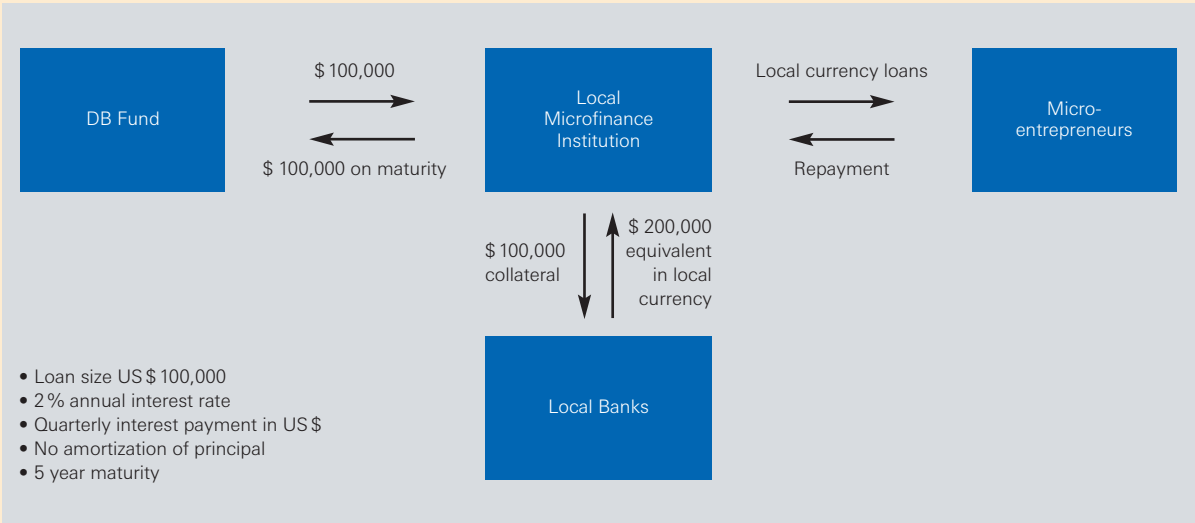 DB Fund
$ 100,000
$ 100,000 on maturity
Local
Microfinance
Institution
Local currency loans
Repayment
Micro-
entrepreneurs
$ 100,000
collateral
$ 200,000
equivalent
in local
currency
Local Banks
• Loan size US $ 100,000
• 2 % annual interest rate
• Quarterly interest payment in US $
• No amortization of principal
• 5 year maturity